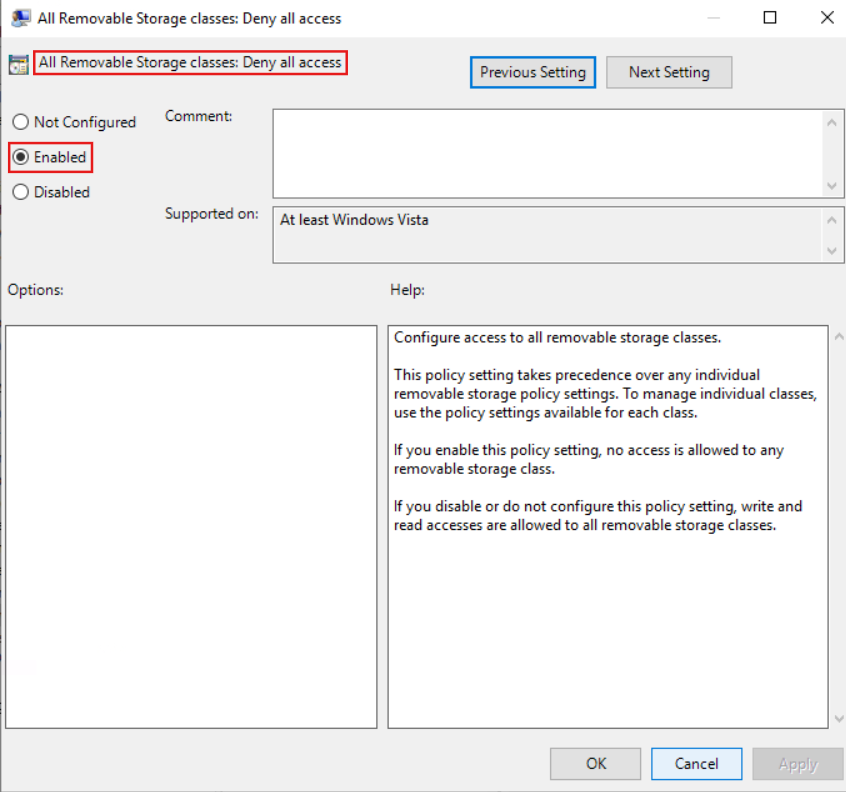 All Removable Storage classes: Deny all access
All Removable Storage classes: Deny all access
Previous Setting
Next Setting
Not Configured
Enabled
Disabled
Comment:
Supported on:
At least Windows Vista
Options:
Help:
Configure access to all removable storage classes.
This policy setting takes precedence over any individual
removable storage policy settings. To manage individual classes,
use the policy settings available for each class.
If you enable this policy setting, no access is allowed to any
removable storage class.
If you disable or do not configure this policy setting, write and
read accesses are allowed to all removable storage classes.
OK
Cancel
Apply